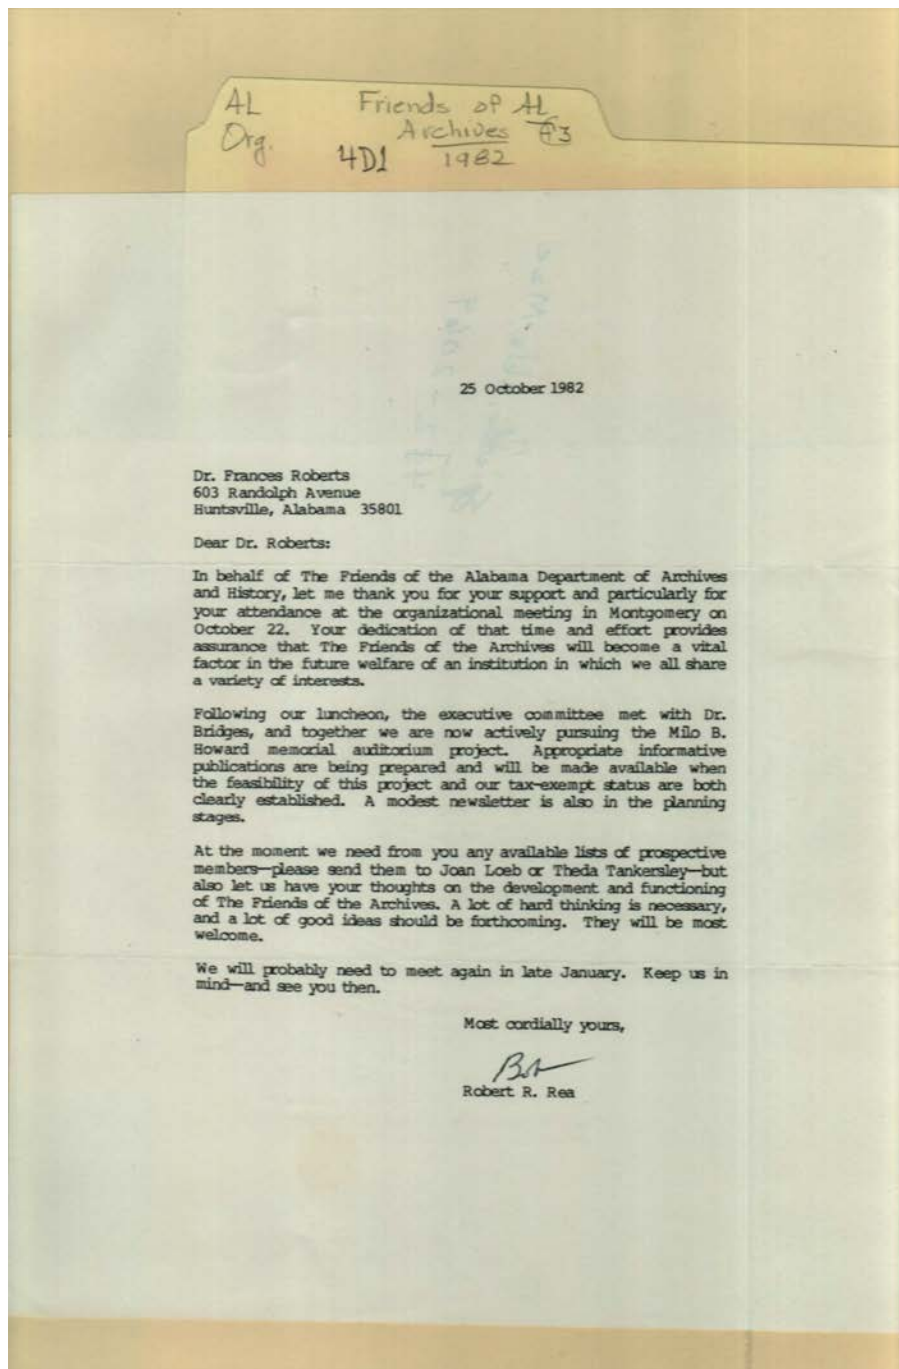 AL Friends of AL
Org. Archives #3
4D1 1982
25 October 1982
Dr. Frances Roberts
603 Randolph Avenue
Huntsville, Alabama 35801
Dear Dr. Roberts:
In behalf of The Friends of the Alabama Department of Archives
and History, let me thank you for your support and particularly for
your attendance at the organizational meeting in Montgomery on
October 22. Your dedication of that time and effort provides
assurance that The Friends of the Archives will become a vital
factor in the future welfare of an institution in which we all share
a variety of interests.
Following our luncheon, the executive committee met with Dr.
Bridges, and together we are now actively pursuing the Milo B.
Howard memorial auditorium project. Appropriate informative
publications are being prepared and will be made available when
the feasibility of this project and our tax-exempt status are both
clearly established. A modest newsletter is also in the planning
stages.
At the moment we need from you any available lists of prospective
members—please send them to Joan Loeb or Theda Tankersley—but
also let us have your thoughts on the development and functioning
of The Friends of the Archives. A lot of hard thinking is necessary,
and a lot of good ideas should be forthcoming. They will be most
welcome.
We will probably need to meet again in late January. Keep us in
mind—and see you then.
Most cordially yours,
Bob
Robert R. Rea